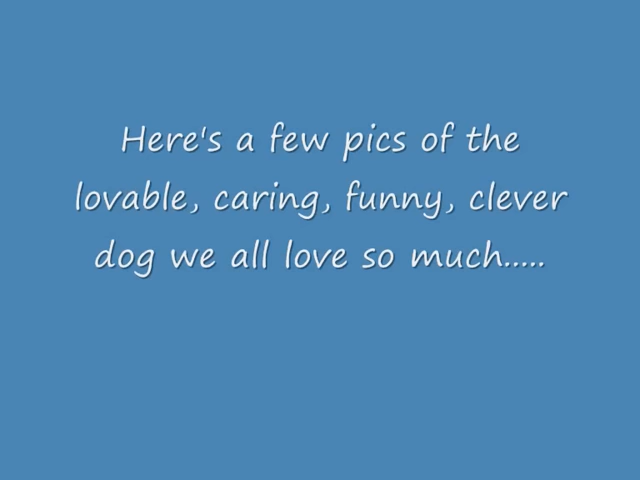 Here's a few pics of the
lovable, caring, funny, clever
dog we all love so much.....